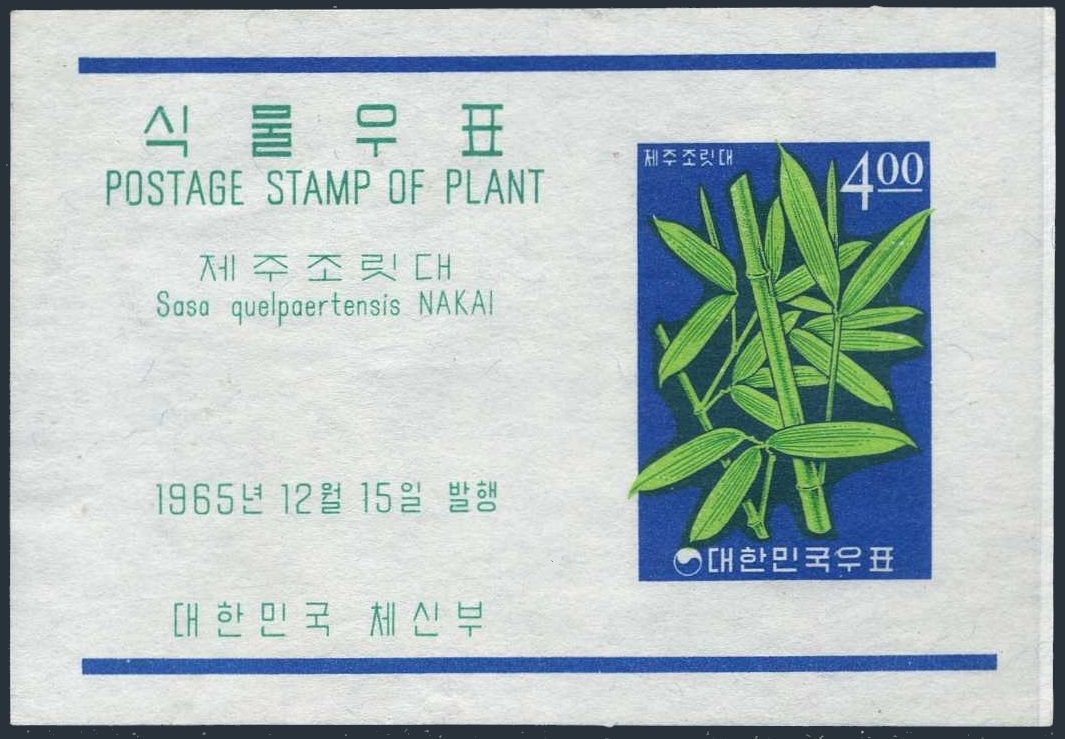 식물우표
POSTAGE STAMP OF PLANT
제주조릿대
Sasa quelpaertensis NAKAI
1965년 12월 15일 발행
대한민국 체신부
제주조릿대
400
대한민국우표